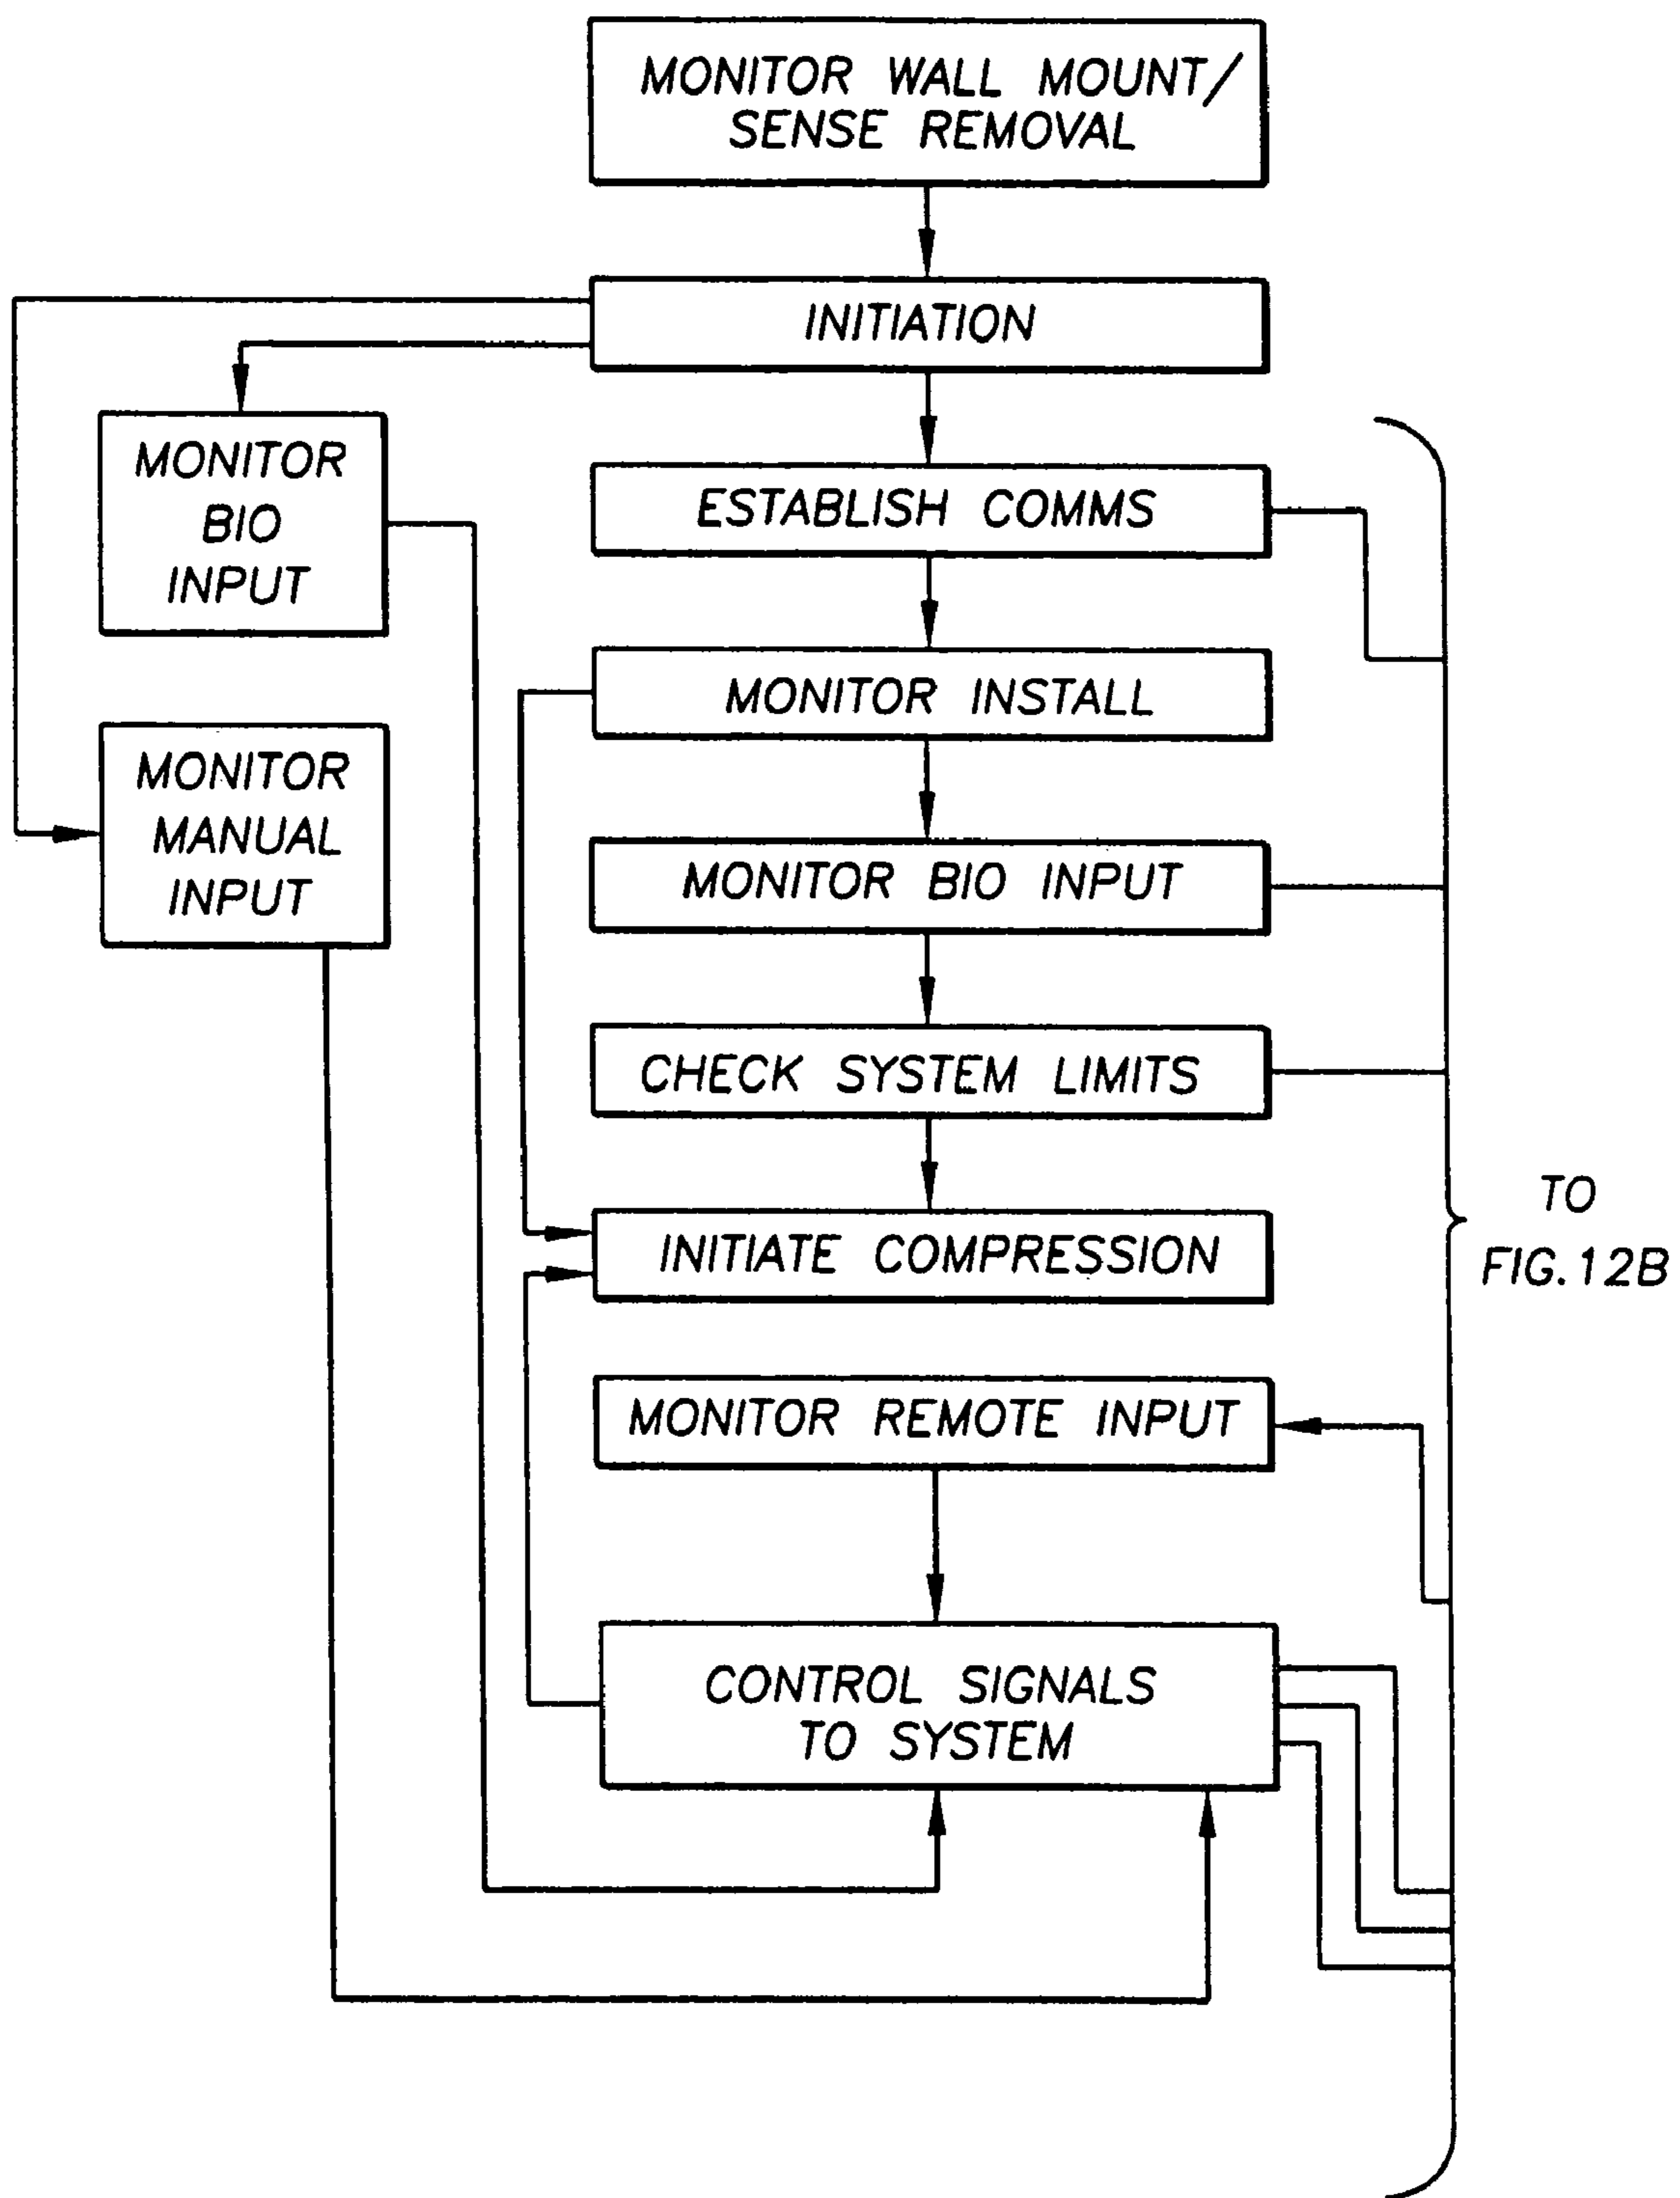 MONITOR WALL MOUNT/
SENSE REMOVAL
INITIATION
MONITOR
BIO
INPUT
ESTABLISH COMMS
MONITOR INSTALL
MONITOR
MANUAL
INPUT
MONITOR BIO INPUT
CHECK SYSTEM LIMITS
INITIATE COMPRESSION
TO
FIG.12B
MONITOR REMOTE INPUT
CONTROL SIGNALS
TO SYSTEM